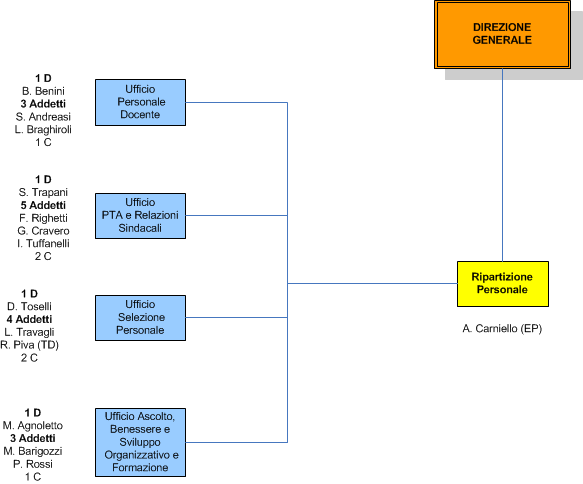 DIREZIONE
GENERALE
1 D
B. Benini
3 Addetti
S. Andreasi
L. Braghiroli
1 C
Ufficio
Personale
Docente
1 D
S. Trapani
5 Addetti
F. Righetti
G. Cravero
I. Tuffanelli
2 C
Ufficio
PTA e Relazioni
Sindacali
Ripartizione
Personale
A. Carniello (EP)
1 D
D. Toselli
4 Addetti
L. Travagli
R. Piva (TD)
2 C
Ufficio
Selezione
Personale
1 D
M. Agnoletto
3 Addetti
M. Barigozzi
P. Rossi
1 C
Ufficio Ascolto,
Benessere e
Sviluppo
Organizzativo e
Formazione